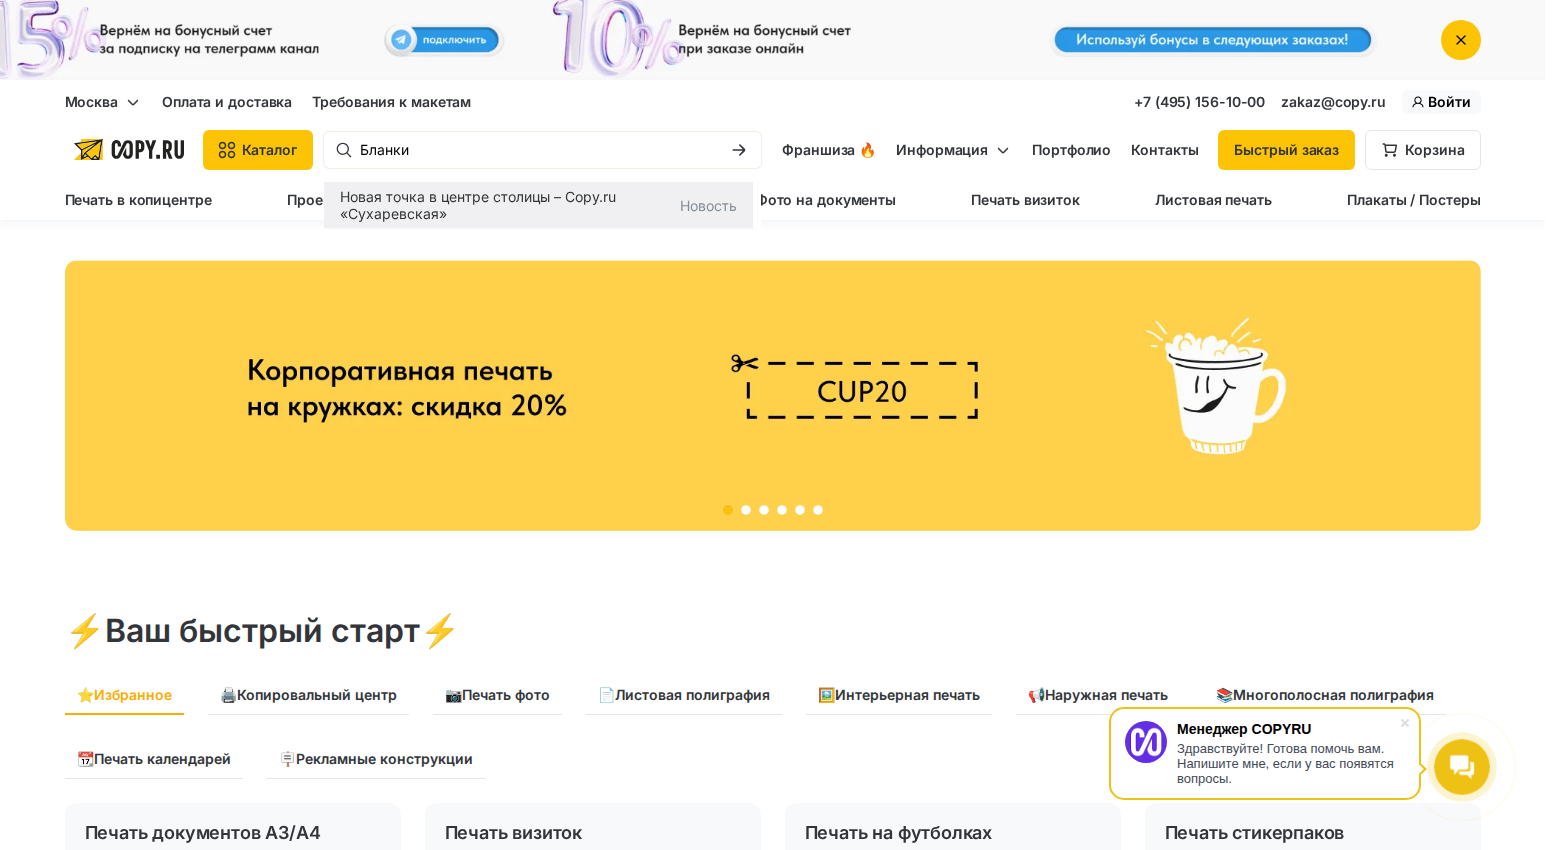 15%
Вернём на бонусный счет
за подписку на телеграмм канал
подключить
10%
Вернём на бонусный счет
при заказе онлайн
Используй бонусы в следующих заказах!
Москва
Оплата и доставка
Требования к макетам
+7 (495) 156-10-00
zakaz@copy.ru
Войти
COPY.RU
Каталог
Бланки
Франшиза 🔥
Информация
Портфолио
Контакты
Быстрый заказ
Корзина
Новая точка в центре столицы – Copy.ru
«Сухаревская»
Новость
Печать в копицентре
Прое
Фото на документы
Печать визиток
Листовая печать
Плакаты / Постеры
Корпоративная печать
на кружках: скидка 20%
CUP20
⚡Ваш быстрый старт⚡
⭐Избранное
🖨️Копировальный центр
📷Печать фото
📄Листовая полиграфия
🖼️Интерьерная печать
📢Наружная печать
📚Многополосная полиграфия
📆Печать календарей
🪧Рекламные конструкции
Менеджер COPYRU
Здравствуйте! Готова помочь вам.
Напишите мне, если у вас появятся
вопросы.
Печать документов А3/А4
Печать визиток
Печать на футболках
Печать стикерпаков